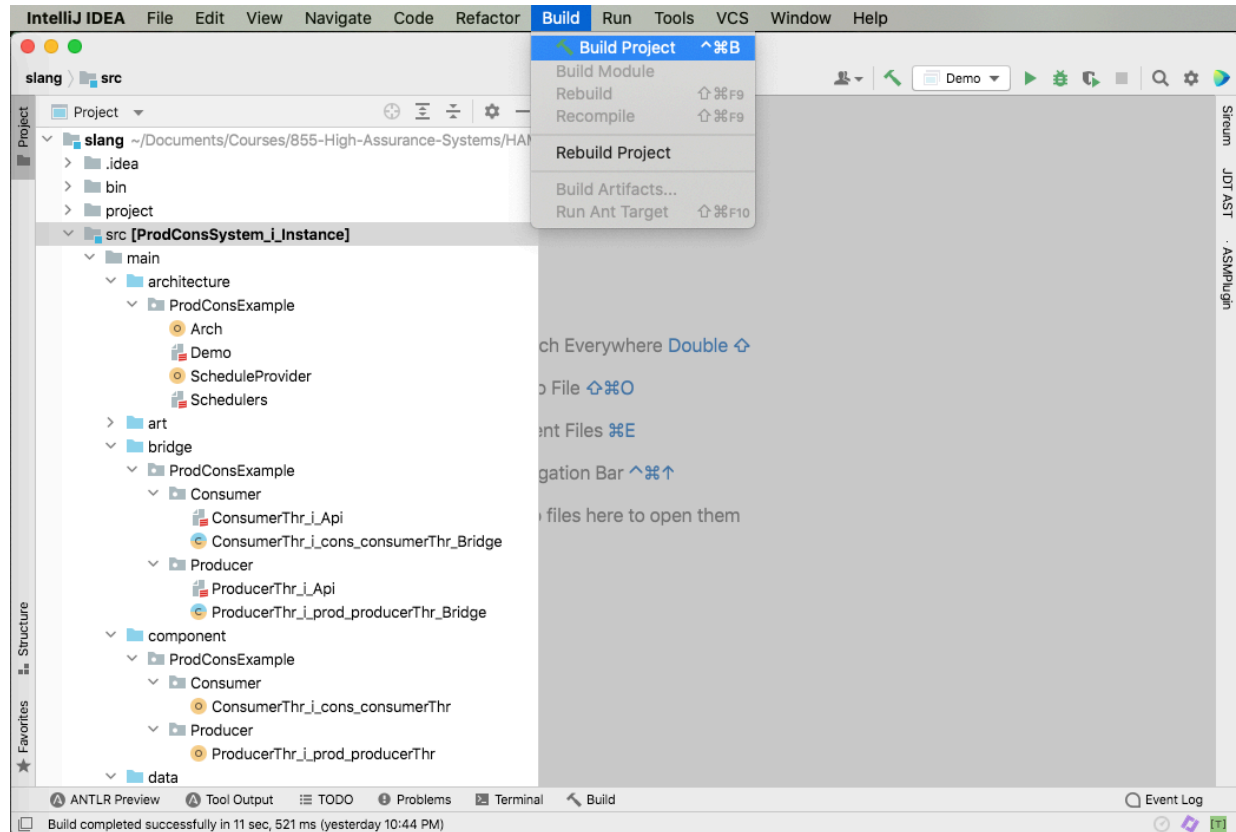 IntelliJ IDEA File Edit View Navigate Code Refactor Build Run Tools VCS Window Help
Build Project ^⌘B
Build Module
Rebuild ⇧⌘F9
Recompile ⇧⌘F9
Rebuild Project
Build Artifacts...
Run Ant Target ⇧⌘F10
slang src
Demo
Project
Project
slang ~/Documents/Courses/855-High-Assurance-Systems/HAM
.idea
bin
project
src [ProdConsSystem_i_Instance]
main
architecture
ProdConsExample
Arch
Demo
ScheduleProvider
Schedulers
art
bridge
ProdConsExample
Consumer
ConsumerThr_i_Api
ConsumerThr_i_cons_consumerThr_Bridge
Producer
ProducerThr_i_Api
ProducerThr_i_prod_producerThr_Bridge
component
ProdConsExample
Consumer
ConsumerThr_i_cons_consumerThr
Producer
ProducerThr_i_prod_producerThr
data
Structure
Favorites
ch Everywhere Double ⇧
o File ⇧⌘O
ent Files ⌘E
gation Bar ^⌘↑
files here to open them
Sireum
JDT AST
ASMPlugin
ANTLR Preview Tool Output TODO Problems Terminal Build Event Log
Build completed successfully in 11 sec, 521 ms (yesterday 10:44 PM) [T]